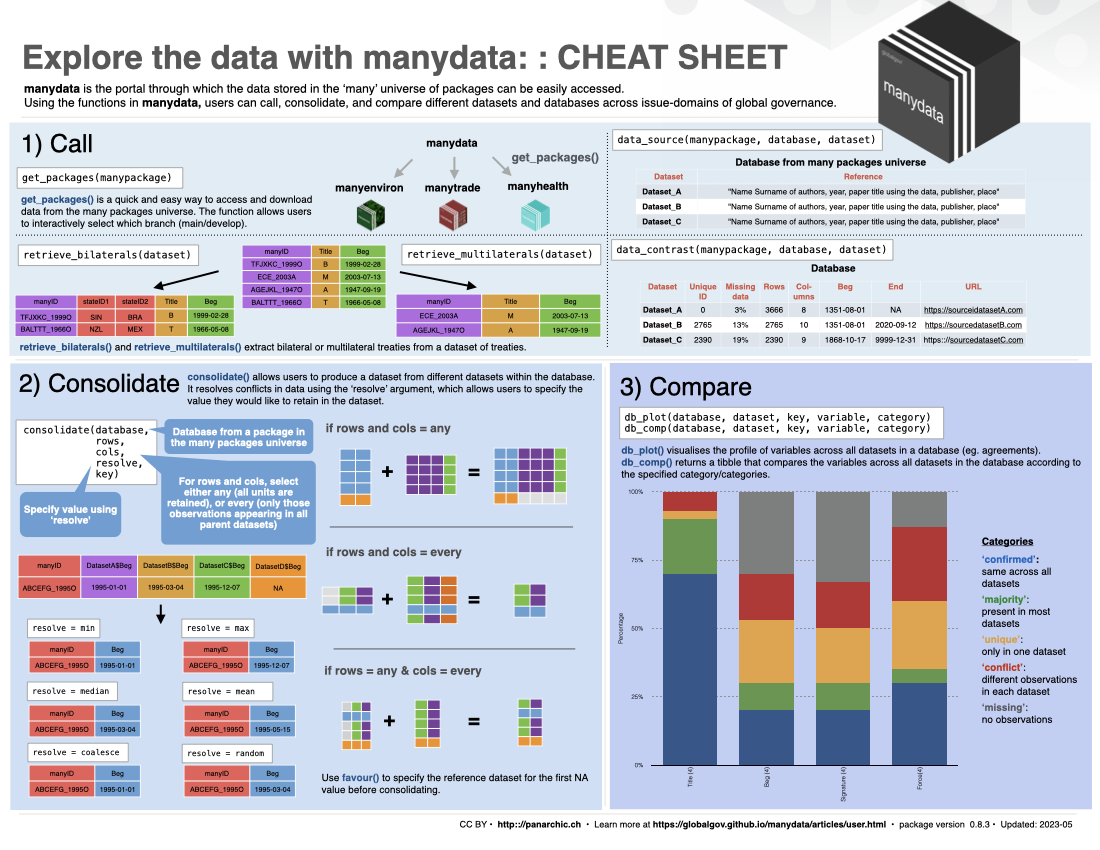 Explore the data with manydata: : CHEAT SHEET
manydata is the portal through which the data stored in the ‘many’ universe of packages can be easily accessed.
Using the functions in manydata, users can call, consolidate, and compare different datasets and databases across issue-domains of global governance.
globalgov
manydata
1) Call
get_packages(manypackage)
get_packages() is a quick and easy way to access and download
data from the many packages universe. The function allows users
to interactively select which branch (main/develop).
manydata
get_packages()
manyenviron manytrade manyhealth
data_source(manypackage, database, dataset)
Database from many packages universe
Dataset Reference
Dataset_A "Name Surname of authors, year, paper title using the data, publisher, place"
Dataset_B "Name Surname of authors, year, paper title using the data, publisher, place"
Dataset_C "Name Surname of authors, year, paper title using the data, publisher, place"
retrieve_bilaterals(dataset)
manyID Title Beg
TFJXKC_1999O B 1999-02-28
ECE_2003A M 2003-07-13
AGEJKL_1947O A 1947-09-19
BALTTT_1966O T 1966-05-08
retrieve_multilaterals(dataset)
manyID stateID1 stateID2 Title Beg
TFJXKC_1999O SIN BRA B 1999-02-28
BALTTT_1966O NZL MEX T 1966-05-08
manyID Title Beg
ECE_2003A M 2003-07-13
AGEJKL_1947O A 1947-09-19
retrieve_bilaterals() and retrieve_multilaterals() extract bilateral or multilateral treaties from a dataset of treaties.
data_contrast(manypackage, database, dataset)
Database
Dataset Unique ID Missing data Rows Col-umns Beg End URL
Dataset_A 0 3% 3666 8 1351-08-01 NA https://sourceidatasetA.com
Dataset_B 2765 13% 2765 10 1351-08-01 2020-09-12 https://sourcedatasetB.com
Dataset_C 2390 19% 2390 9 1868-10-17 9999-12-31 https:://sourcedatasetC.com
2) Consolidate
consolidate() allows users to produce a dataset from different datasets within the database.
It resolves conflicts in data using the ‘resolve’ argument, which allows users to specify the
value they would like to retain in the dataset.
consolidate(database,
rows,
cols,
resolve,
key)
Database from a package in
the many packages universe
For rows and cols, select
either any (all units are
retained), or every (only those
observations appearing in all
parent datasets)
Specify value using
‘resolve’
manyID DatasetA$Beg DatasetB$Beg DatasetC$Beg DatasetD$Beg
ABCEFG_1995O 1995-01-01 1995-03-04 1995-12-07 NA
resolve = min
manyID Beg
ABCEFG_1995O 1995-01-01
resolve = max
manyID Beg
ABCEFG_1995O 1995-12-07
resolve = median
manyID Beg
ABCEFG_1995O 1995-03-04
resolve = mean
manyID Beg
ABCEFG_1995O 1995-05-15
resolve = coalesce
manyID Beg
ABCEFG_1995O 1995-01-01
resolve = random
manyID Beg
ABCEFG_1995O 1995-03-04
if rows and cols = any
+ =
if rows and cols = every
+ =
if rows = any & cols = every
+ =
Use favour() to specify the reference dataset for the first NA
value before consolidating.
3) Compare
db_plot(database, dataset, key, variable, category)
db_comp(database, dataset, key, variable, category)
db_plot() visualises the profile of variables across all datasets in a database (eg. agreements).
db_comp() returns a tibble that compares the variables across all datasets in the database according to
the specified category/categories.
Percentage
100%
75%
50%
25%
0%
Title (4)
Beg (4)
Signature (4)
Force(4)
Categories
‘confirmed’:
same across all
datasets
‘majority’:
present in most
datasets
‘unique’:
only in one dataset
‘conflict’:
different observations
in each dataset
‘missing’:
no observations
CC BY • http://panarchic.ch • Learn more at https://globalgov.github.io/manydata/articles/user.html • package version 0.8.3 • Updated: 2023-05